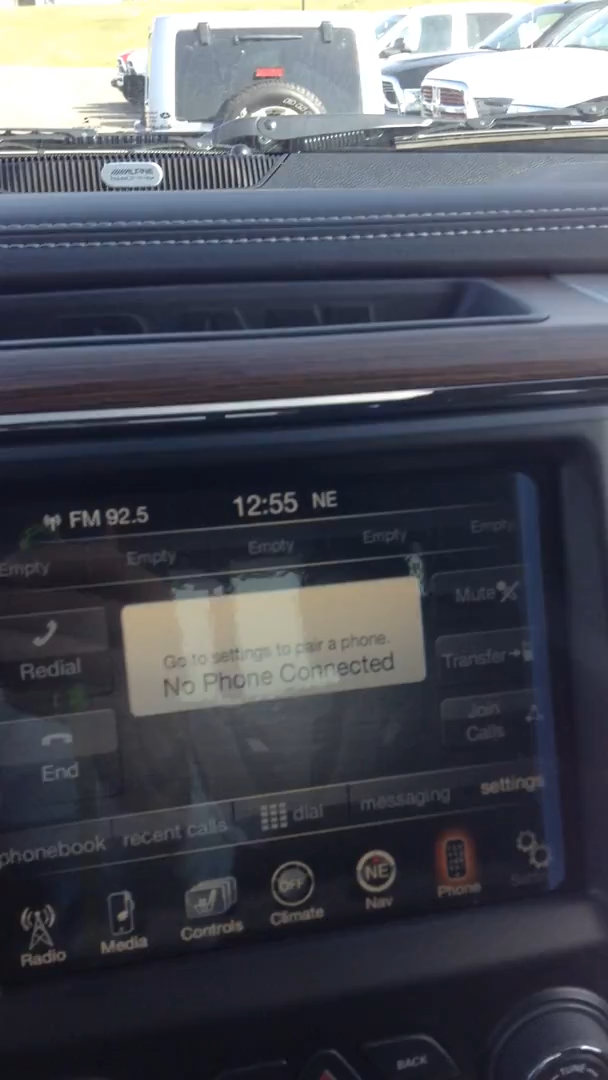 ALPINE
FM 92.5
12:55 NE
Empty
Empty
Empty
Empty
Empty
Redial
Go to settings to pair a phone.
No Phone Connected
Mute
Transfer
Join
Calls
End
phonebook
recent calls
dial
messaging
settings
Radio
Media
Controls
OFF
Climate
NE
Nav
Phone
BACK
TUNE